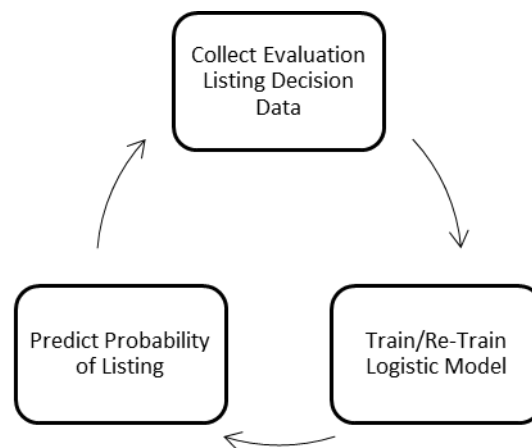 Collect Evaluation
Listing Decision
Data
Predict Probability
of Listing
Train/Re-Train
Logistic Model